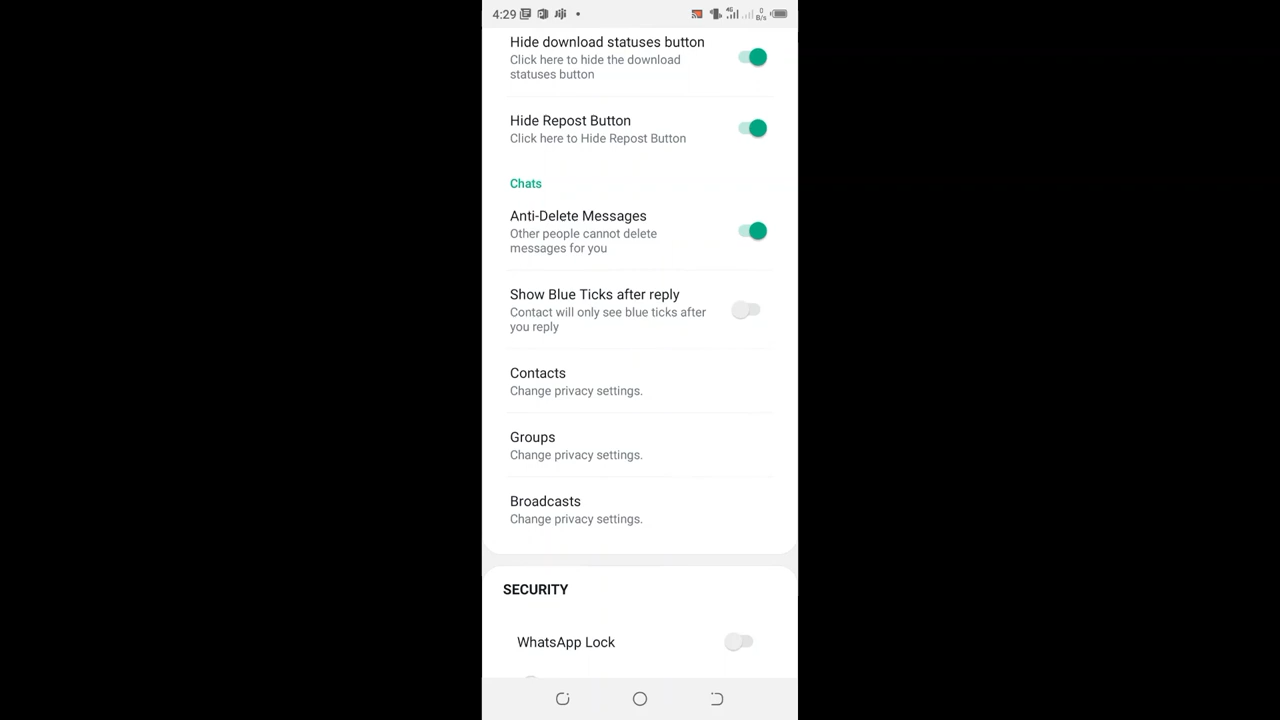 4:29
4G
0
B/s
Hide download statuses button
Click here to hide the download
statuses button
Hide Repost Button
Click here to Hide Repost Button
Chats
Anti-Delete Messages
Other people cannot delete
messages for you
Show Blue Ticks after reply
Contact will only see blue ticks after
you reply
Contacts
Change privacy settings.
Groups
Change privacy settings.
Broadcasts
Change privacy settings.
SECURITY
WhatsApp Lock